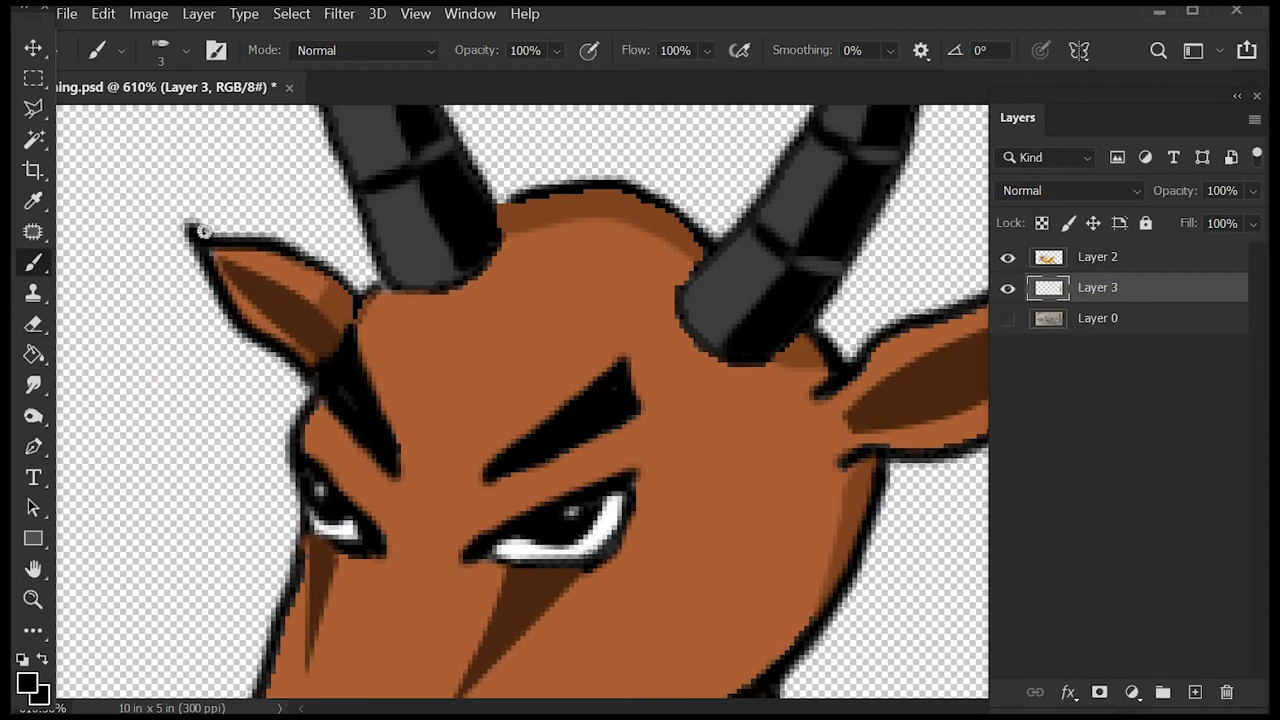 File Edit Image Layer Type Select Filter 3D View Window Help
3 Mode: Normal Opacity: 100% Flow: 100% Smoothing: 0% 0°
ing.psd @ 610% (Layer 3, RGB/8#) *
Layers
Kind
Normal Opacity: 100%
Lock: Fill: 100%
Layer 2
Layer 3
Layer 0
10 in x 5 in (300 ppi)